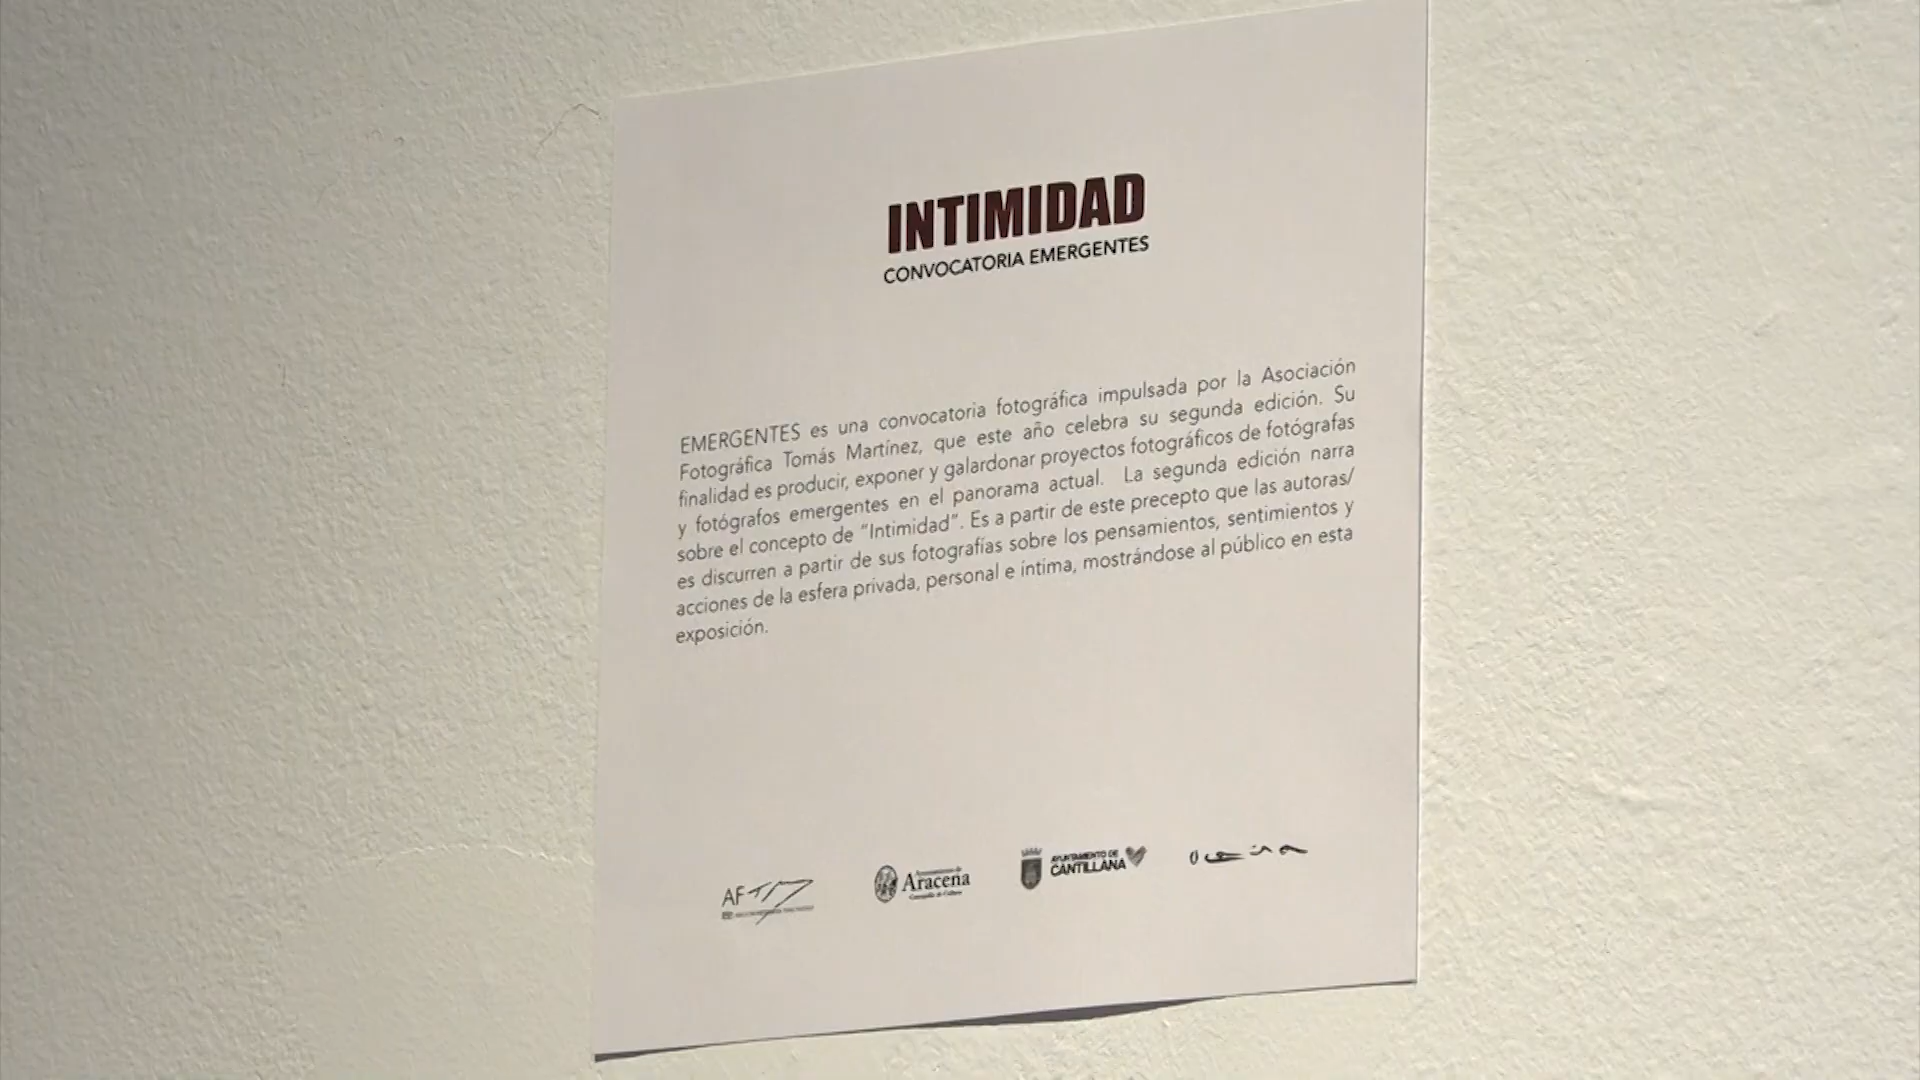 INTIMIDAD
CONVOCATORIA EMERGENTES
EMERGENTES es una convocatoria fotográfica impulsada por la Asociación
Fotográfica Tomás Martínez, que este año celebra su segunda edición. Su
finalidad es producir, exponer y galardonar proyectos fotográficos de fotógrafas
y fotógrafos emergentes en el panorama actual. La segunda edición narra
sobre el concepto de "Intimidad". Es a partir de este precepto que las autoras/
es discurren a partir de sus fotografías sobre los pensamientos, sentimientos y
acciones de la esfera privada, personal e íntima, mostrándose al público en esta
exposición.
AFTM
Aracena
AYUNTAMIENTO DE
CANTILLANA